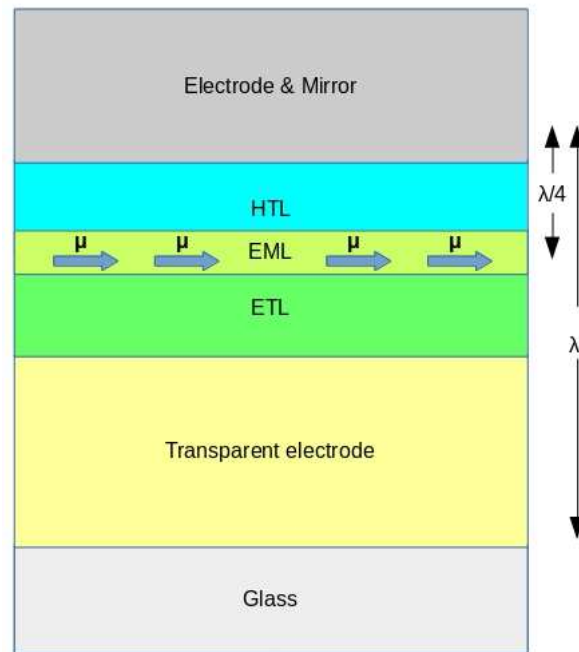 Electrode & Mirror
λ/4
HTL
μ μ EML μ μ
ETL
λ
Transparent electrode
Glass